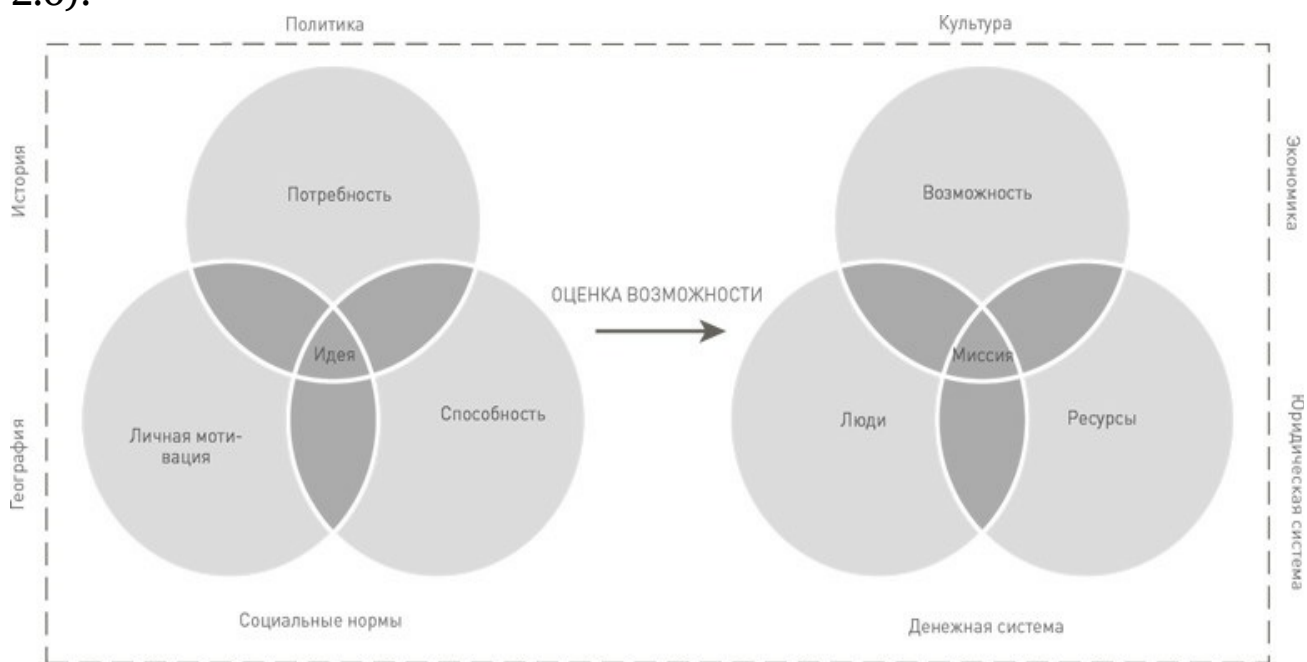 2.6).
Политика
Культура
История
Экономика
Потребность
Возможность
ОЦЕНКА ВОЗМОЖНОСТИ
Идея
Миссия
Личная моти-
вация
Способность
Люди
Ресурсы
География
Юридическая система
Социальные нормы
Денежная система